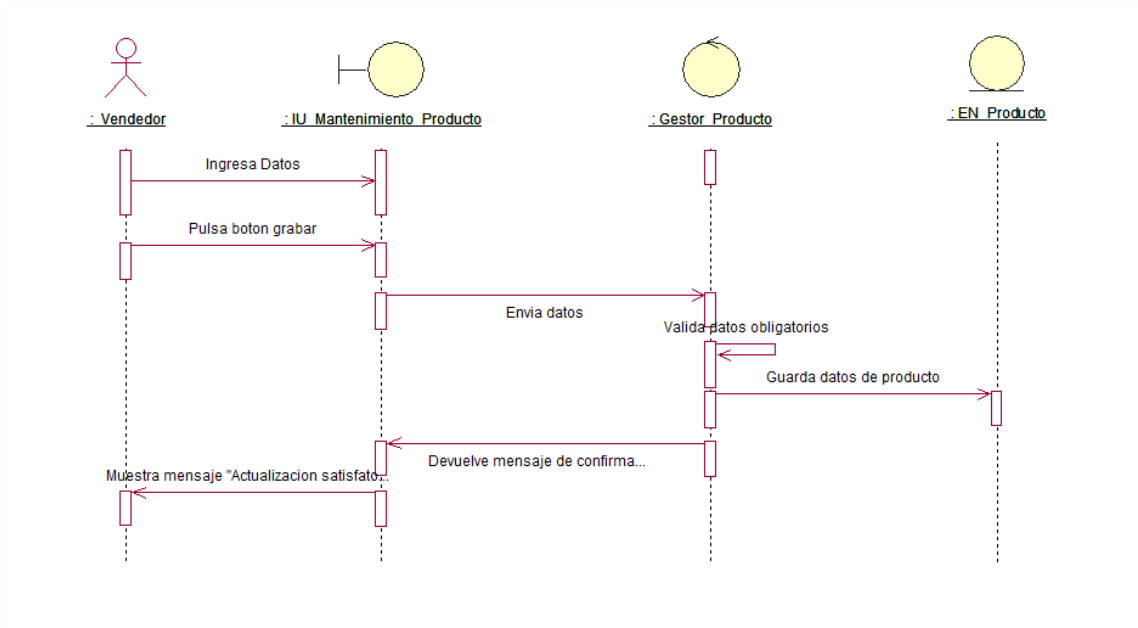 : Vendedor
: IU_Mantenimiento_Producto
: Gestor_Producto
: EN_Producto
Ingresa Datos
Pulsa boton grabar
Envia datos
Valida datos obligatorios
Guarda datos de producto
Devuelve mensaje de confirma...
Muestra mensaje "Actualizacion satisfato...